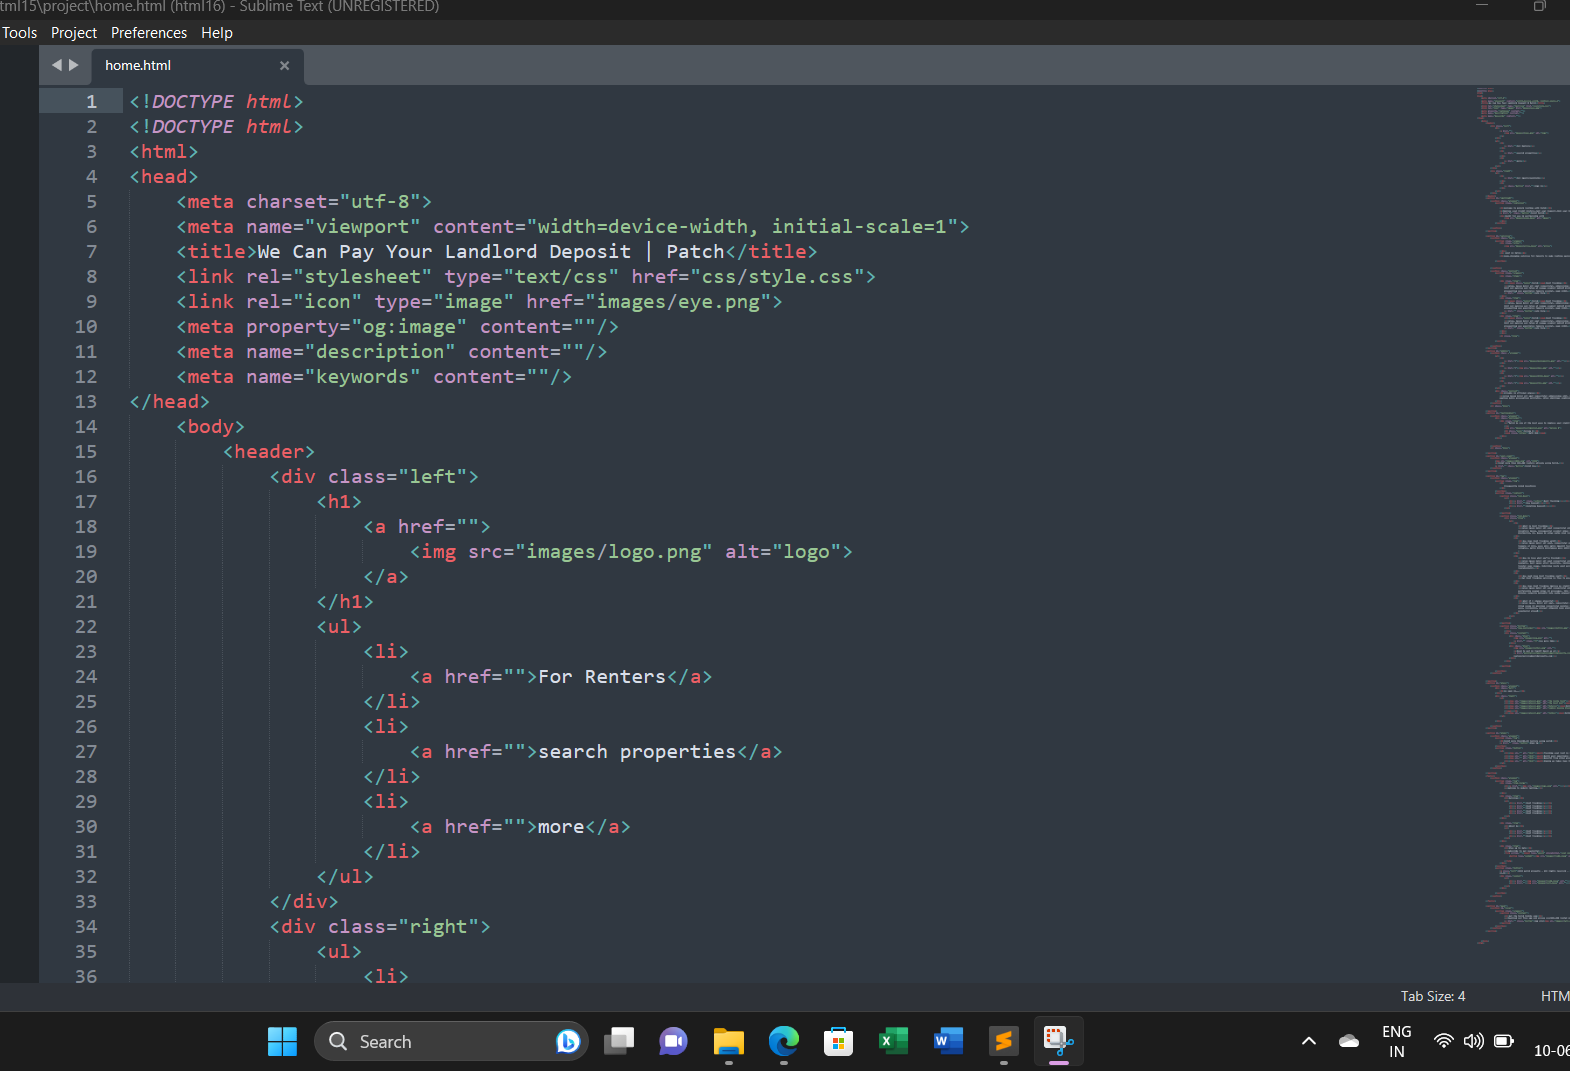 tml15\project\home.html (html16) - Sublime Text (UNREGISTERED)
Tools Project Preferences Help
home.html
1 <!DOCTYPE html>
2 <!DOCTYPE html>
3 <html>
4 <head>
5 <meta charset="utf-8">
6 <meta name="viewport" content="width=device-width, initial-scale=1">
7 <title>We Can Pay Your Landlord Deposit | Patch</title>
8 <link rel="stylesheet" type="text/css" href="css/style.css">
9 <link rel="icon" type="image" href="images/eye.png">
10 <meta property="og:image" content=""/>
11 <meta name="description" content=""/>
12 <meta name="keywords" content=""/>
13 </head>
14 <body>
15 <header>
16 <div class="left">
17 <h1>
18 <a href="">
19 <img src="images/logo.png" alt="logo">
20 </a>
21 </h1>
22 <ul>
23 <li>
24 <a href="">For Renters</a>
25 </li>
26 <li>
27 <a href="">search properties</a>
28 </li>
29 <li>
30 <a href="">more</a>
31 </li>
32 </ul>
33 </div>
34 <div class="right">
35 <ul>
36 <li>
Tab Size: 4 HTM
Search
ENG
IN
10-06